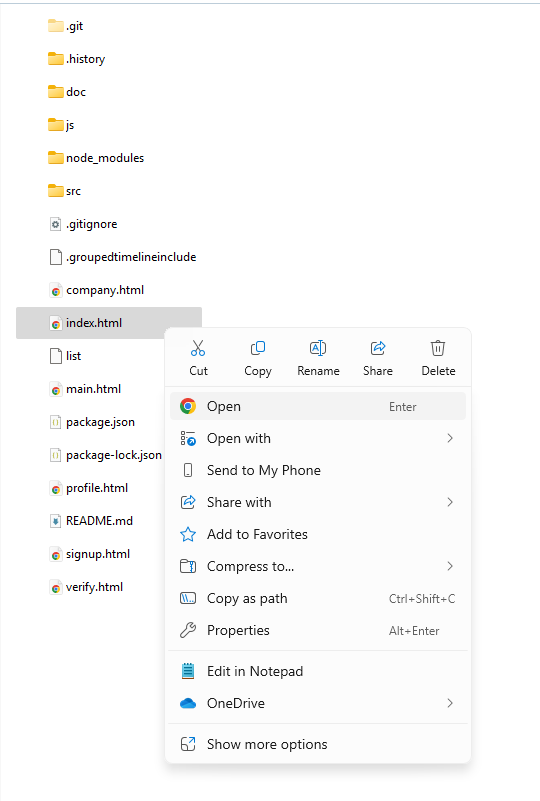 .git
.history
doc
js
node_modules
src
.gitignore
.groupedtimelineinclude
company.html
index.html
list
main.html
package.json
package-lock.json
profile.html
README.md
signup.html
verify.html
Cut Copy Rename Share Delete
Open Enter
Open with
Send to My Phone
Share with
Add to Favorites
Compress to...
Copy as path Ctrl+Shift+C
Properties Alt+Enter
Edit in Notepad
OneDrive
Show more options